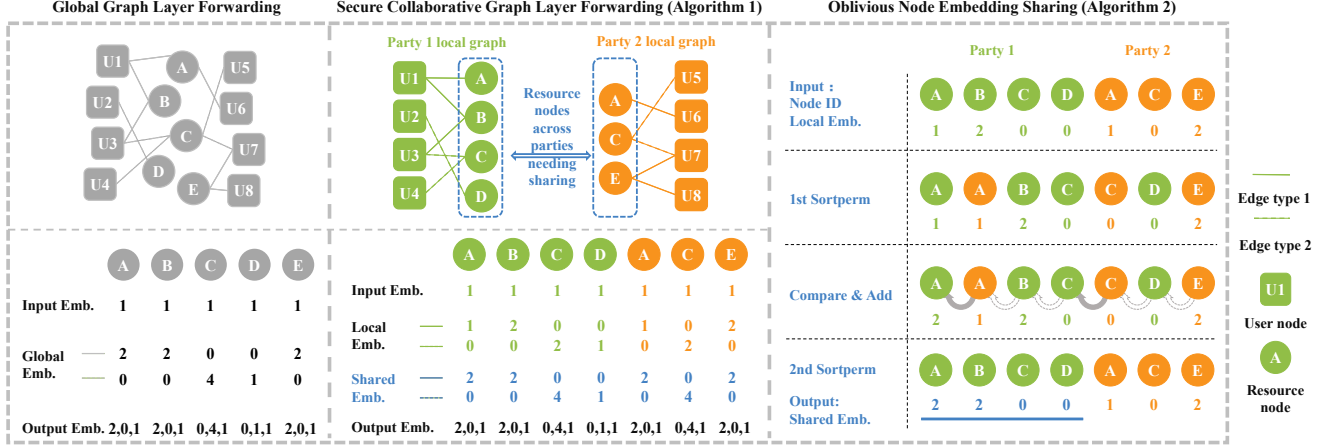 Global Graph Layer Forwarding
U1
A
U5
U2
B
U6
U3
C
U7
U4
D
E
U8
A B C D E
Input Emb. 1 1 1 1 1
Global
Emb.
2 2 0 0 2
0 0 4 1 0
Output Emb. 2,0,1 2,0,1 0,4,1 0,1,1 2,0,1
Secure Collaborative Graph Layer Forwarding (Algorithm 1)
Party 1 local graph
Party 2 local graph
U1
U2
U3
U4
A
B
C
D
Resource
nodes
across
parties
needing
sharing
A
C
E
U5
U6
U7
U8
A B C D A C E
Input Emb. 1 1 1 1 1 1 1
Local
Emb.
1 2 0 0 1 0 2
0 0 2 1 0 2 0
Shared
Emb.
2 2 0 0 2 0 2
0 0 4 1 0 4 0
Output Emb. 2,0,1 2,0,1 0,4,1 0,1,1 2,0,1 0,4,1 2,0,1
Oblivious Node Embedding Sharing (Algorithm 2)
Party 1
Party 2
Input :
Node ID
Local Emb.
A B C D A C E
1 2 0 0 1 0 2
1st Sortperm
A A B C C D E
1 1 2 0 0 0 2
Compare & Add
A A B C C D E
2 1 2 0 0 0 2
2nd Sortperm
Output:
Shared Emb.
A B C D A C E
2 2 0 0 1 0 2
Edge type 1
Edge type 2
U1
User node
A
Resource
node